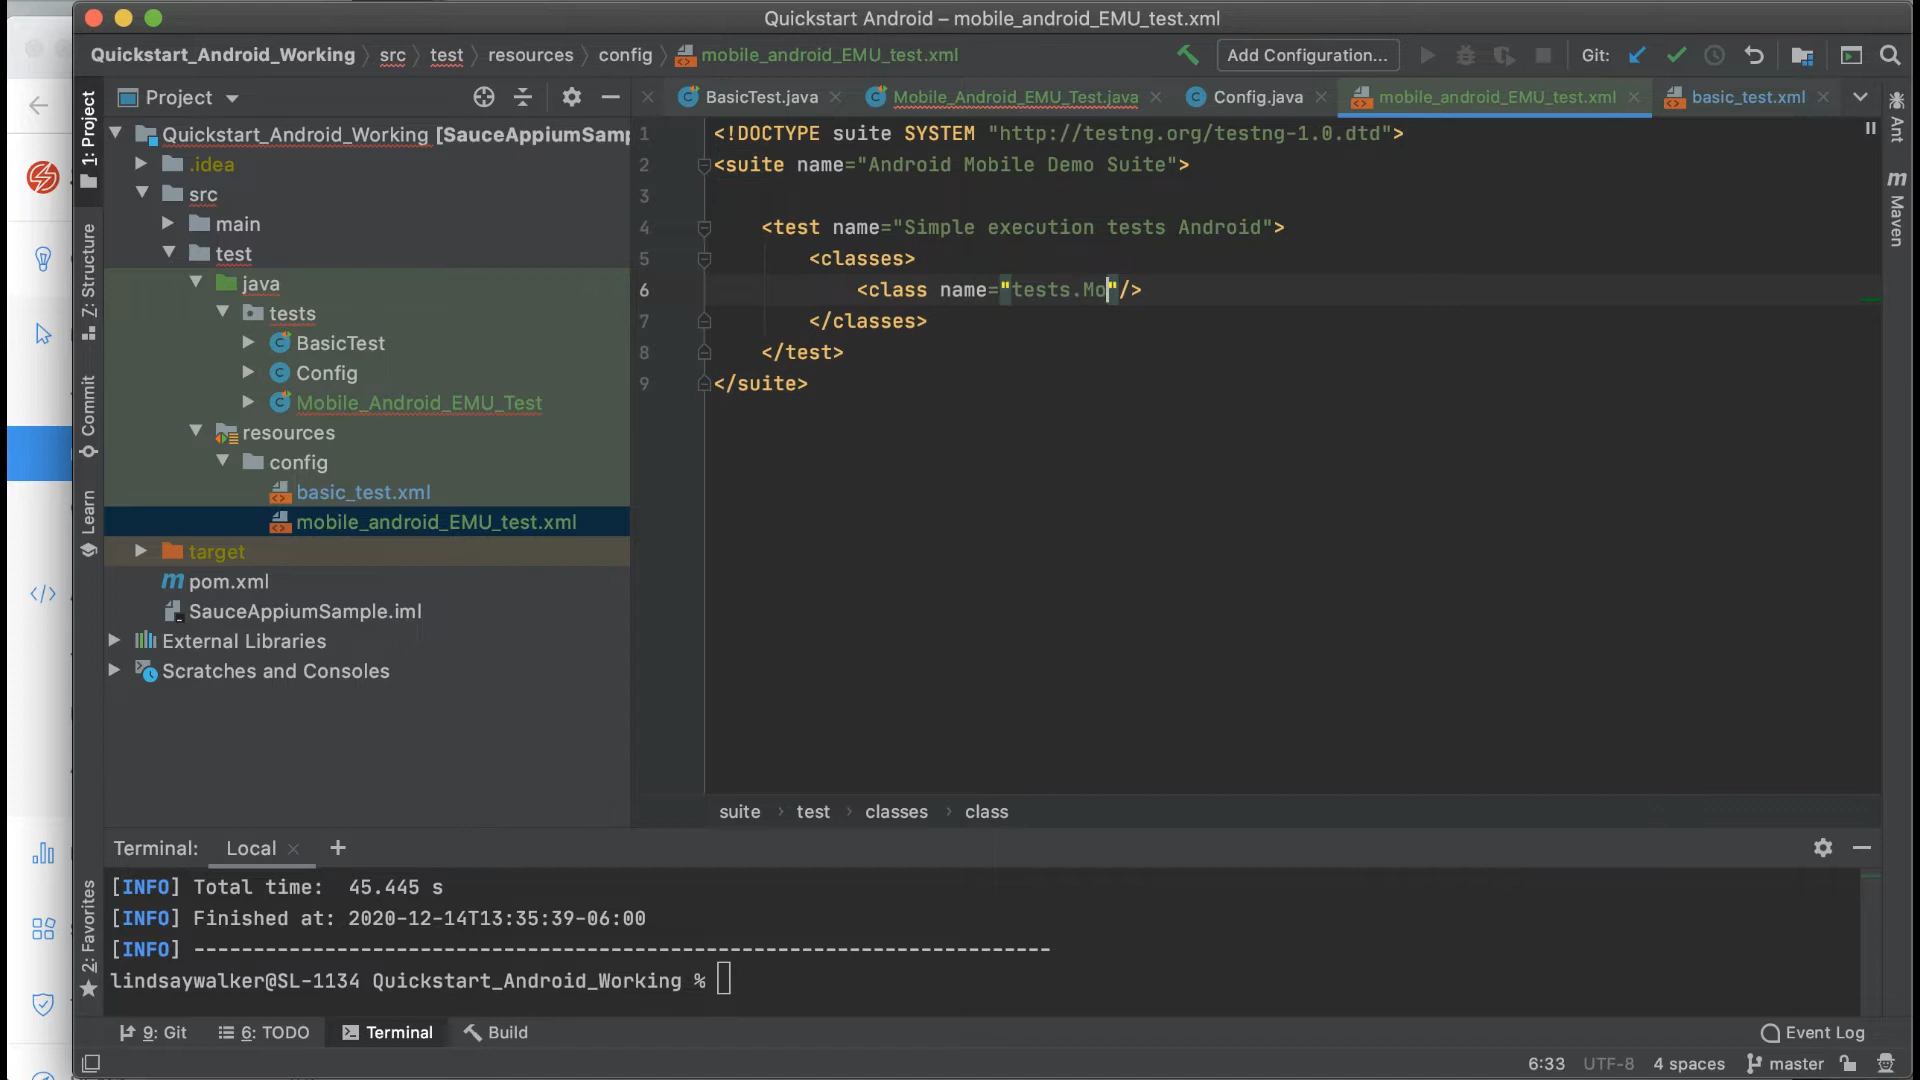 Quickstart Android – mobile_android_EMU_test.xml
Quickstart_Android_Working src test resources config mobile_android_EMU_test.xml Add Configuration... Git:
Project
BasicTest.java Mobile_Android_EMU_Test.java Config.java mobile_android_EMU_test.xml basic_test.xml
1: Project
Z: Structure
Commit
Learn
2: Favorites
Ant
m Maven
Quickstart_Android_Working [SauceAppiumSamp
.idea
src
main
test
java
tests
BasicTest
Config
Mobile_Android_EMU_Test
resources
config
basic_test.xml
mobile_android_EMU_test.xml
target
pom.xml
SauceAppiumSample.iml
External Libraries
Scratches and Consoles
1 <!DOCTYPE suite SYSTEM "http://testng.org/testng-1.0.dtd">
2 <suite name="Android Mobile Demo Suite">
3
4 <test name="Simple execution tests Android">
5 <classes>
6 <class name="tests.Mo"/>
7 </classes>
8 </test>
9 </suite>
suite test classes class
Terminal: Local +
[INFO] Total time:  45.445 s
[INFO] Finished at: 2020-12-14T13:35:39-06:00
[INFO] ------------------------------------------------------------------------
lindsaywalker@SL-1134 Quickstart_Android_Working %
9: Git 6: TODO Terminal Build Event Log
6:33 UTF-8 4 spaces master